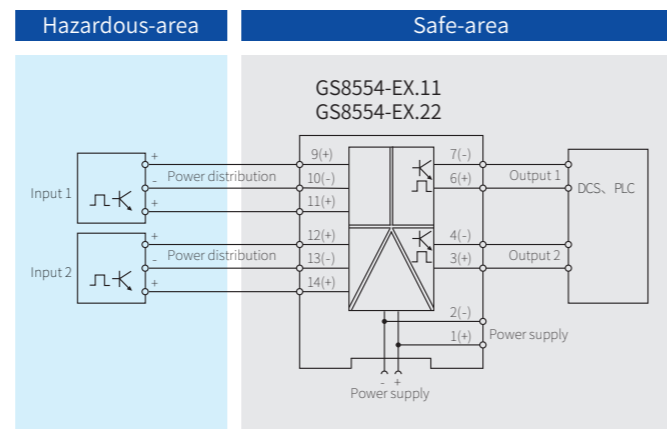 Hazardous-area
Safe-area
GS8554-EX.11
GS8554-EX.22
Input 1
+
-
+
Power distribution
9(+)
10(-)
11(+)
7(-)
6(+)
Output 1
DCS、PLC
Input 2
+
-
+
Power distribution
12(+)
13(-)
14(+)
4(-)
3(+)
Output 2
2(-)
1(+)
Power supply
- +
Power supply